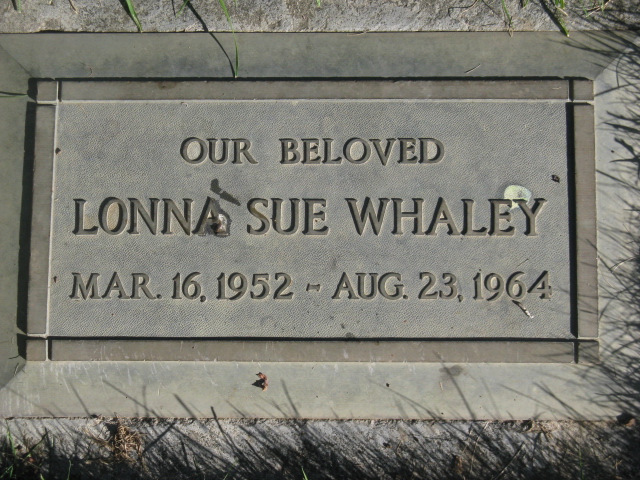 OUR BELOVED
LONNA SUE WHALEY
MAR. 16, 1952 - AUG. 23, 1964